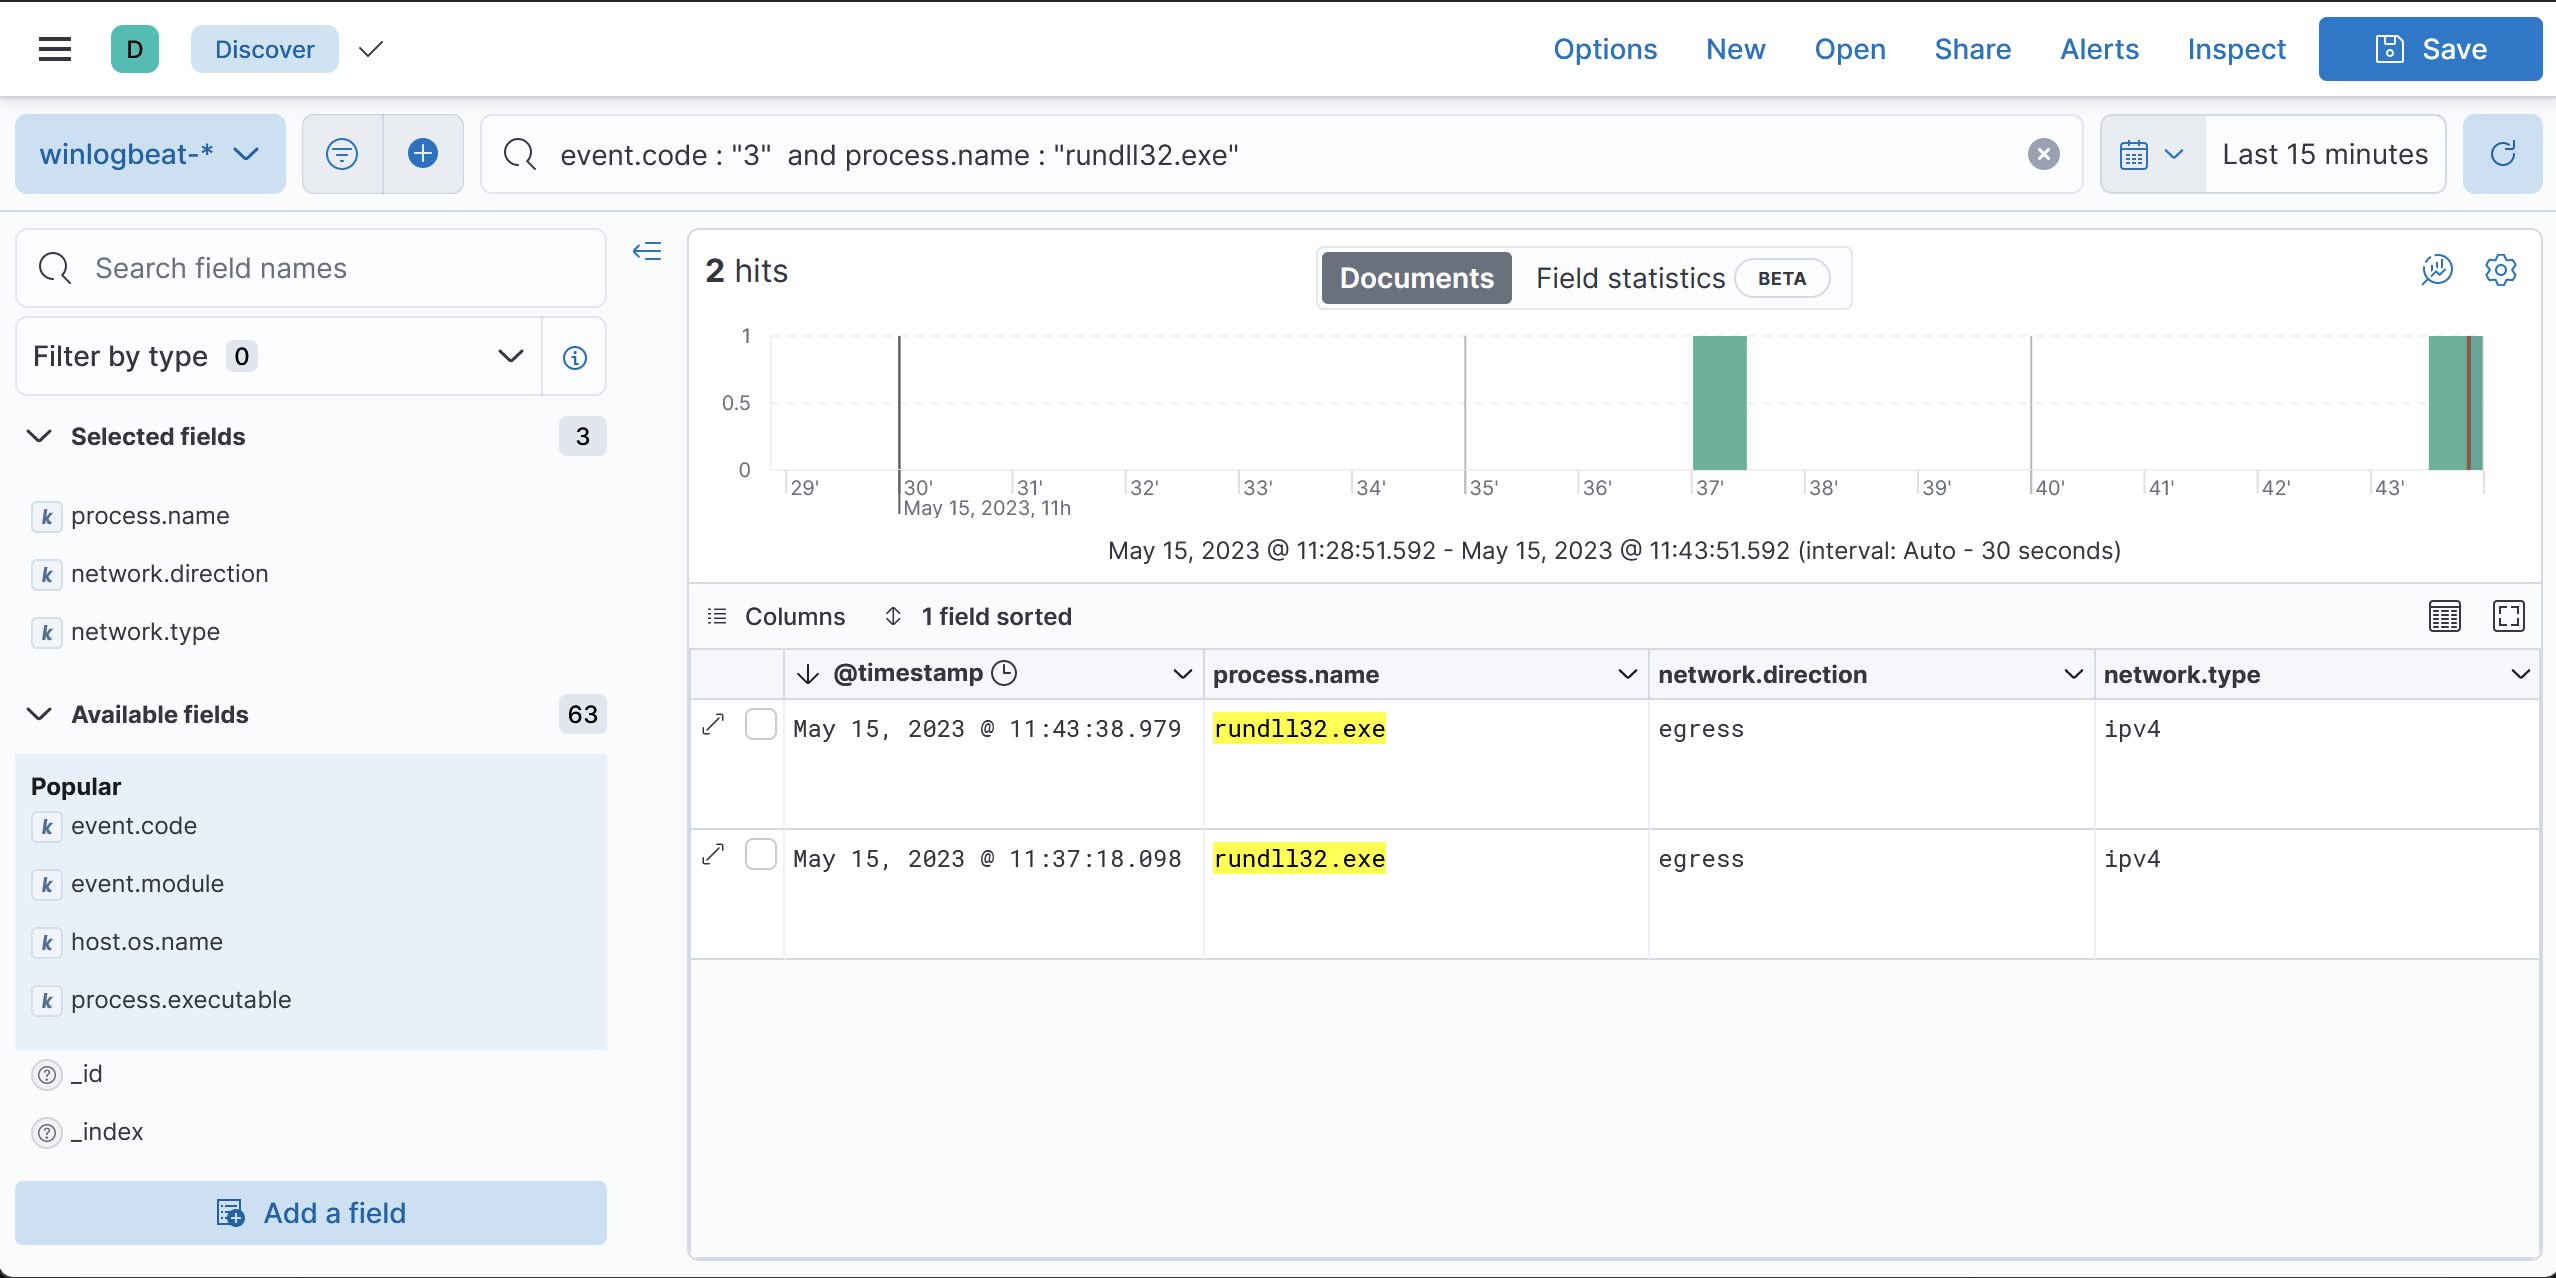 D Discover Options New Open Share Alerts Inspect Save
winlogbeat-* event.code : "3"  and process.name : "rundll32.exe" Last 15 minutes
Search field names
Filter by type 0
Selected fields 3
k process.name
k network.direction
k network.type
Available fields 63
Popular
k event.code
k event.module
k host.os.name
k process.executable
? _id
? _index
Add a field
2 hits Documents Field statistics BETA
1
0.5
0
29' 30' 31' 32' 33' 34' 35' 36' 37' 38' 39' 40' 41' 42' 43'
May 15, 2023, 11h
May 15, 2023 @ 11:28:51.592 - May 15, 2023 @ 11:43:51.592 (interval: Auto - 30 seconds)
Columns 1 field sorted
@timestamp process.name network.direction network.type
May 15, 2023 @ 11:43:38.979 rundll32.exe egress ipv4
May 15, 2023 @ 11:37:18.098 rundll32.exe egress ipv4